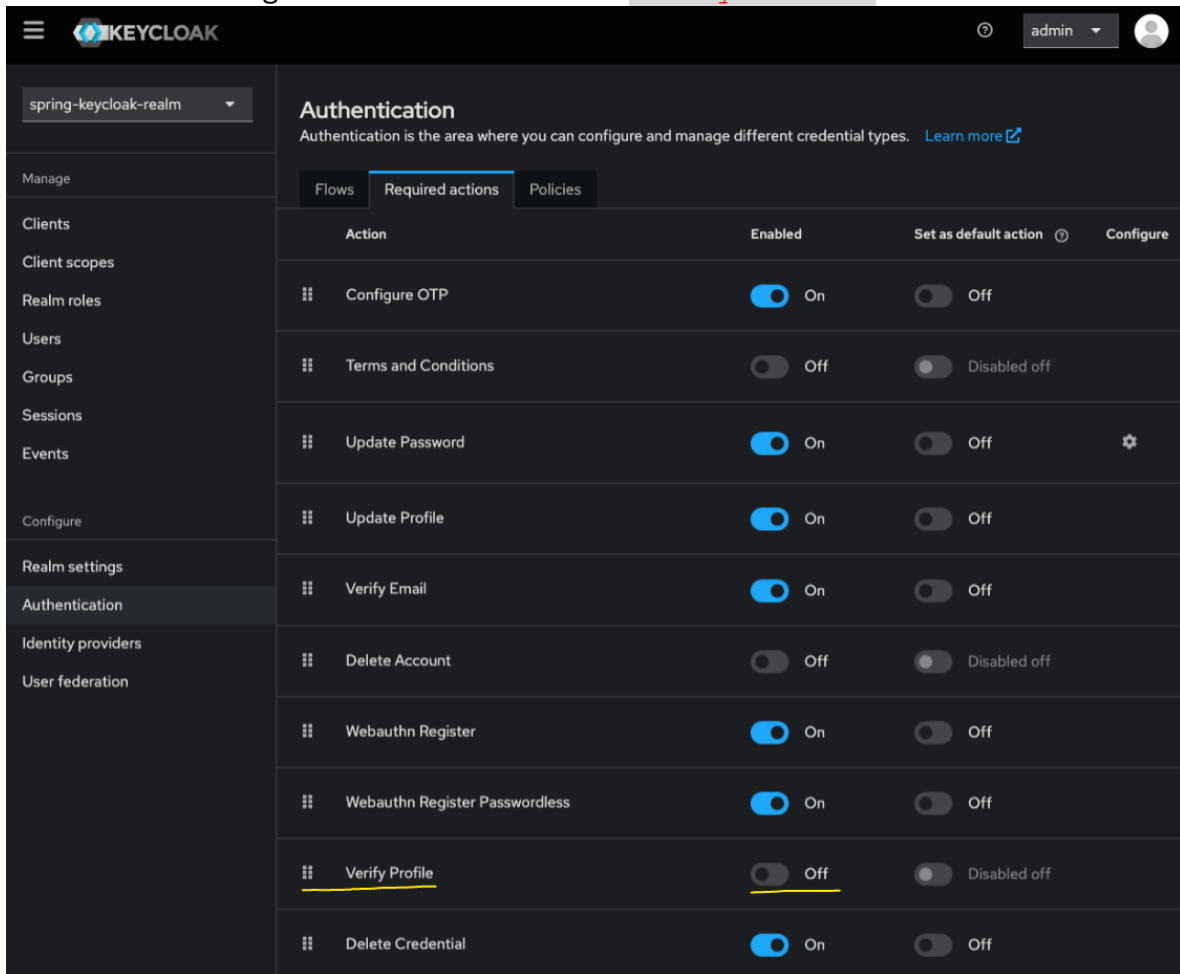 KEYCLOAK
admin
spring-keycloak-realm
Manage
Clients
Client scopes
Realm roles
Users
Groups
Sessions
Events
Configure
Realm settings
Authentication
Identity providers
User federation
Authentication
Authentication is the area where you can configure and manage different credential types. Learn more
Flows Required actions Policies
Action Enabled Set as default action Configure
Configure OTP On Off
Terms and Conditions Off Disabled off
Update Password On Off
Update Profile On Off
Verify Email On Off
Delete Account Off Disabled off
Webauthn Register On Off
Webauthn Register Passwordless On Off
Verify Profile Off Disabled off
Delete Credential On Off